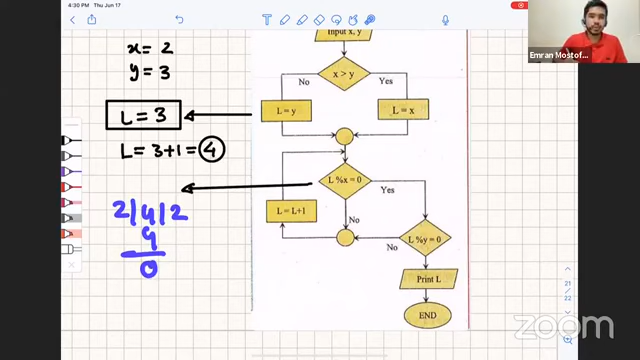 4:30 PM Thu Jun 17
Emran Mostof...
x = 2
y = 3
L = 3
L = 3+1 = 4
2 | 4 | 2
4
0
Input x, y
x > y
No
Yes
L = y
L = x
L %x = 0
Yes
No
L = L+1
L %y = 0
No
Print L
END
21
/
22
zoom